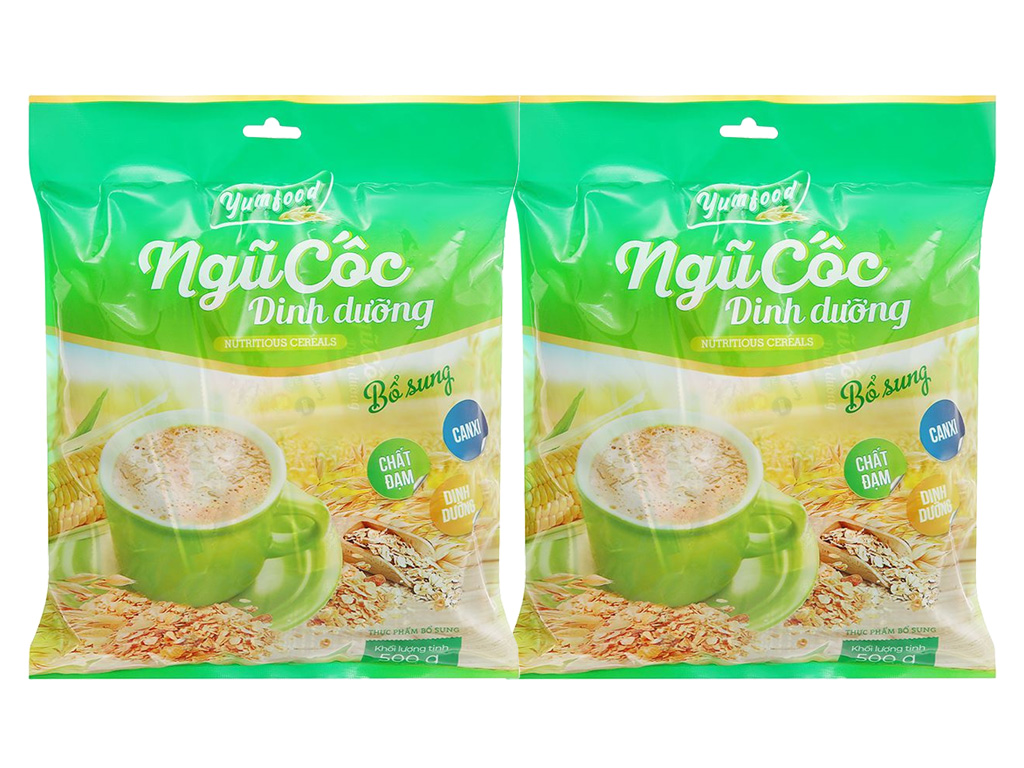 Yumfood
Ngũ Cốc
Dinh dưỡng
NUTRITIOUS CEREALS
Bổ sung
CANXI
CHẤT
ĐẠM
DINH
DƯỠNG
THỰC PHẨM BỔ SUNG
Khối lượng tịnh
500 g
Yumfood
Ngũ Cốc
Dinh dưỡng
NUTRITIOUS CEREALS
Bổ sung
CANXI
CHẤT
ĐẠM
DINH
DƯỠNG
THỰC PHẨM BỔ SUNG
Khối lượng tịnh
500 g